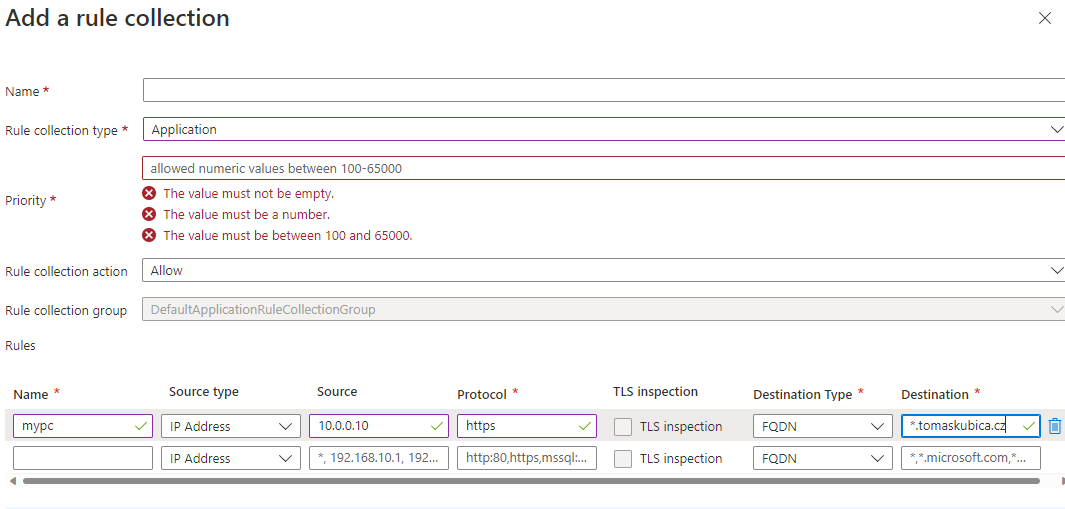 Add a rule collection
Name *
Rule collection type *
Application
allowed numeric values between 100-65000
Priority *
The value must not be empty.
The value must be a number.
The value must be between 100 and 65000.
Rule collection action
Allow
Rule collection group
DefaultApplicationRuleCollectionGroup
Rules
Name * Source type Source Protocol * TLS inspection Destination Type * Destination *
mypc IP Address 10.0.0.10 https TLS inspection FQDN *.tomaskubica.cz
IP Address *, 192.168.10.1, 192... http:80,https,mssql:... TLS inspection FQDN *,*.microsoft.com,*...